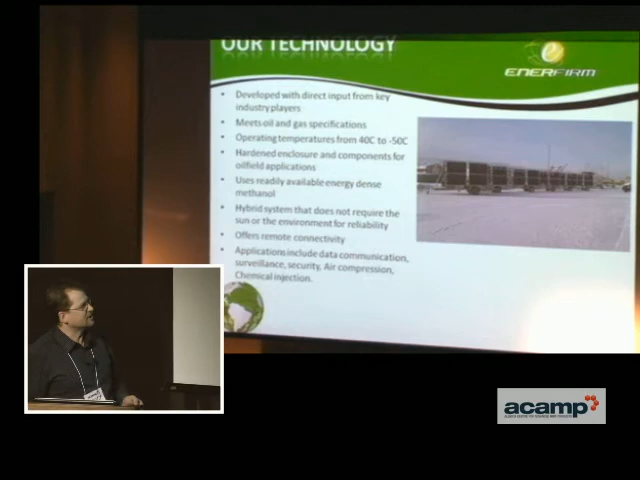 OUR TECHNOLOGY
ENERFIRM
• Developed with direct input from key
industry players
• Meets oil and gas specifications
• Operating temperatures from 40C to -50C
• Hardened enclosure and components for
oilfield applications
• Uses readily available energy dense
methanol
• Hybrid system that does not require the
sun or the environment for reliability
• Offers remote connectivity
• Applications include data communication,
surveillance, security, Air compression,
Chemical injection.
acamp